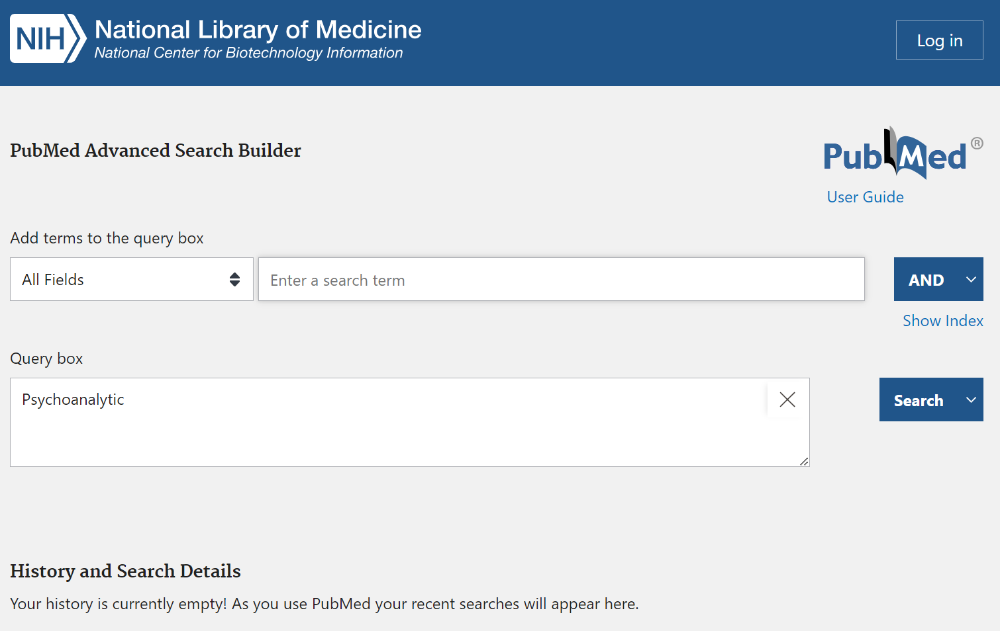 NIH National Library of Medicine
National Center for Biotechnology Information
Log in
PubMed Advanced Search Builder
PubMed ®
User Guide
Add terms to the query box
All Fields
Enter a search term
AND
Show Index
Query box
Psychoanalytic
Search
History and Search Details
Your history is currently empty! As you use PubMed your recent searches will appear here.